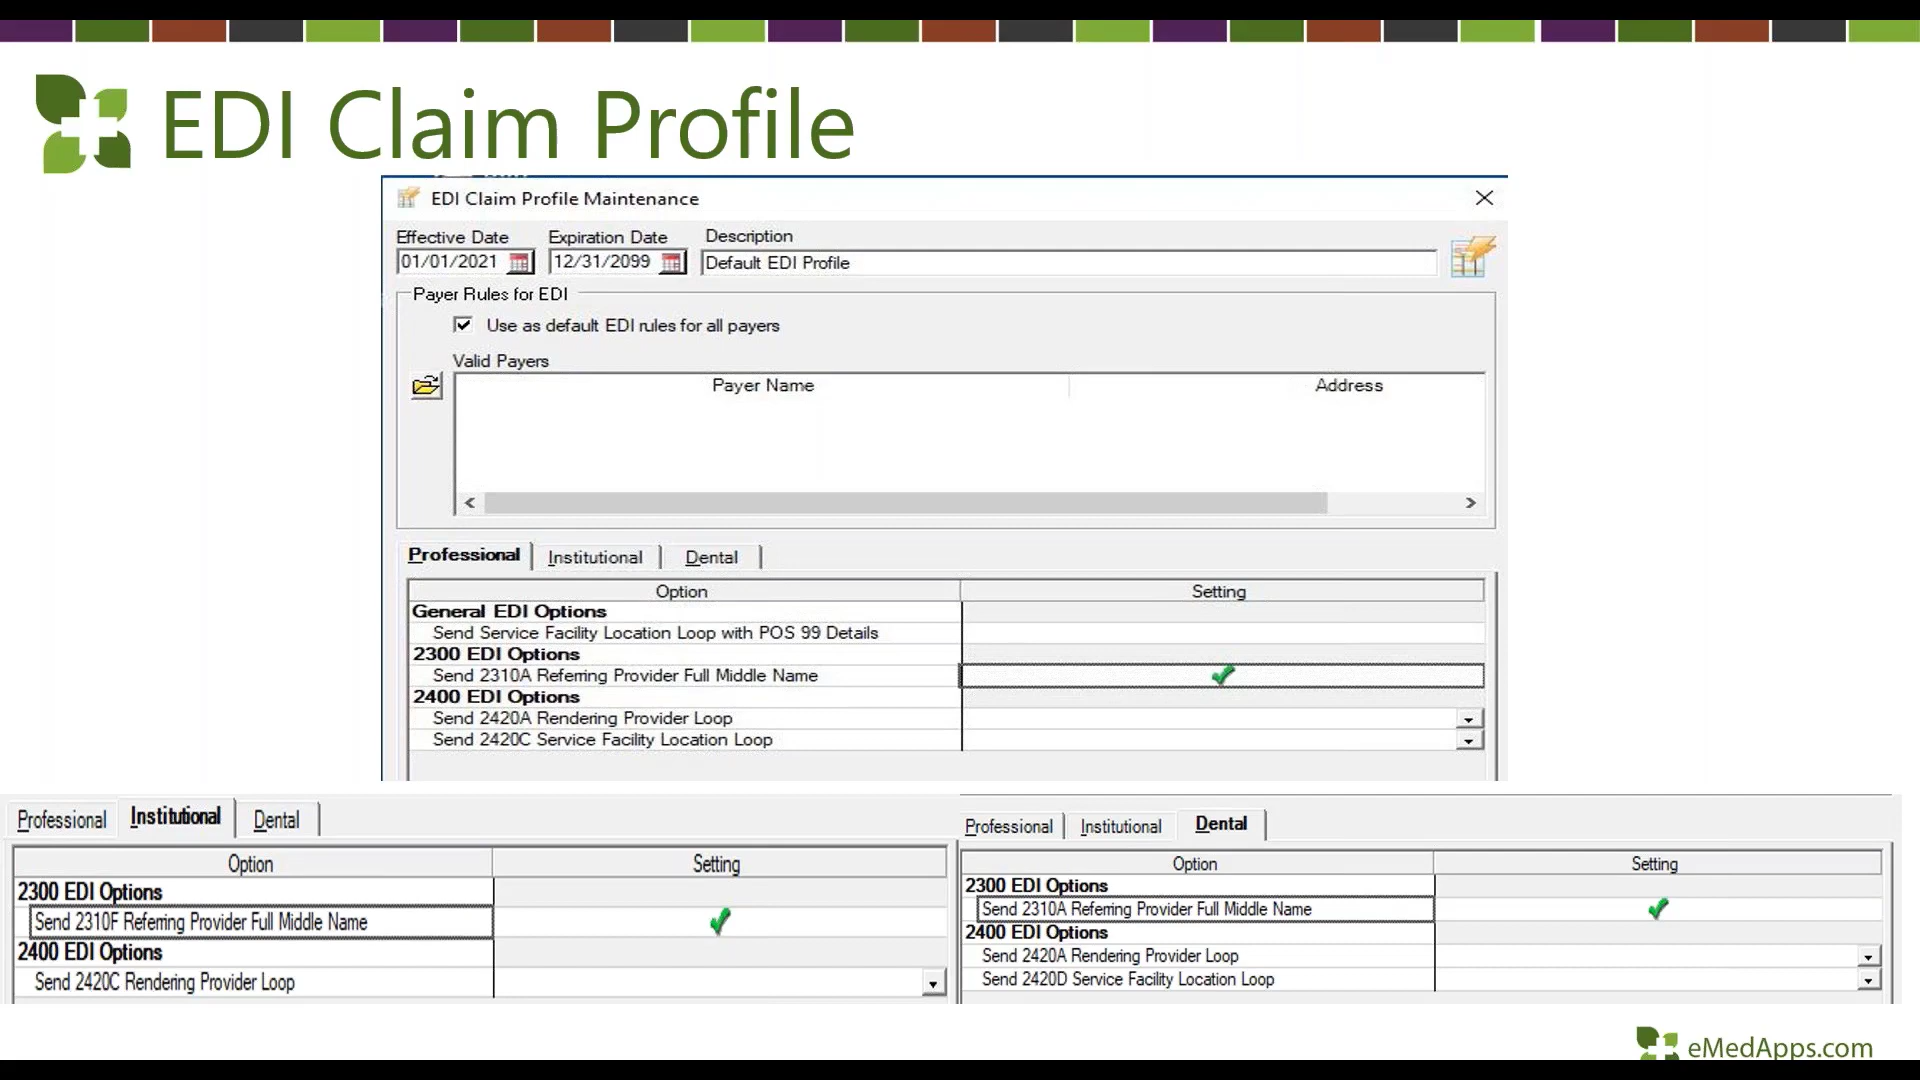 EDI Claim Profile
EDI Claim Profile Maintenance
Effective Date Expiration Date Description
01/01/2021 12/31/2099 Default EDI Profile
Payer Rules for EDI
Use as default EDI rules for all payers
Valid Payers
Payer Name Address
Professional Institutional Dental
Option Setting
General EDI Options
Send Service Facility Location Loop with POS 99 Details
2300 EDI Options
Send 2310A Referring Provider Full Middle Name
2400 EDI Options
Send 2420A Rendering Provider Loop
Send 2420C Service Facility Location Loop
Professional Institutional Dental
Option Setting
2300 EDI Options
Send 2310F Referring Provider Full Middle Name
2400 EDI Options
Send 2420C Rendering Provider Loop
Professional Institutional Dental
Option Setting
2300 EDI Options
Send 2310A Referring Provider Full Middle Name
2400 EDI Options
Send 2420A Rendering Provider Loop
Send 2420D Service Facility Location Loop
eMedApps.com